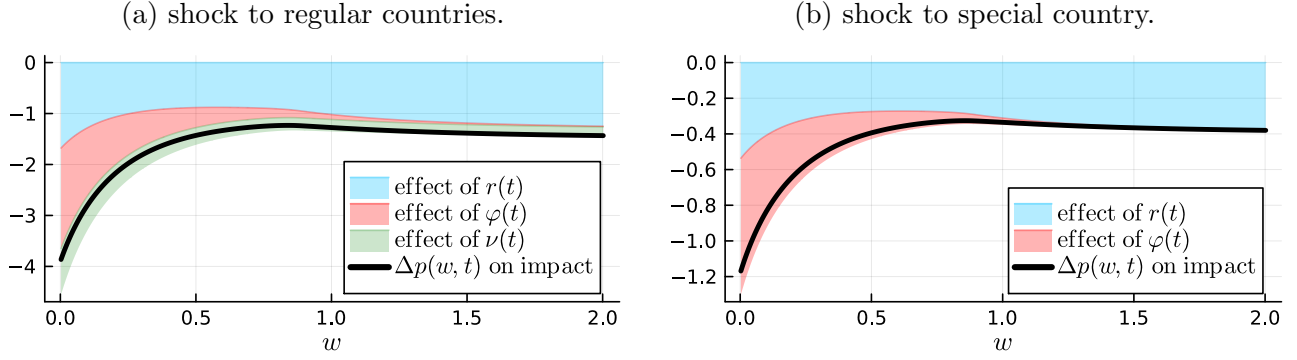 (a) shock to regular countries.
0
−1
−2
−3
−4
0.0 0.5 1.0 1.5 2.0
w
effect of r(t)
effect of φ(t)
effect of ν(t)
Δp(w, t) on impact
(b) shock to special country.
0.0
−0.2
−0.4
−0.6
−0.8
−1.0
−1.2
0.0 0.5 1.0 1.5 2.0
w
effect of r(t)
effect of φ(t)
Δp(w, t) on impact